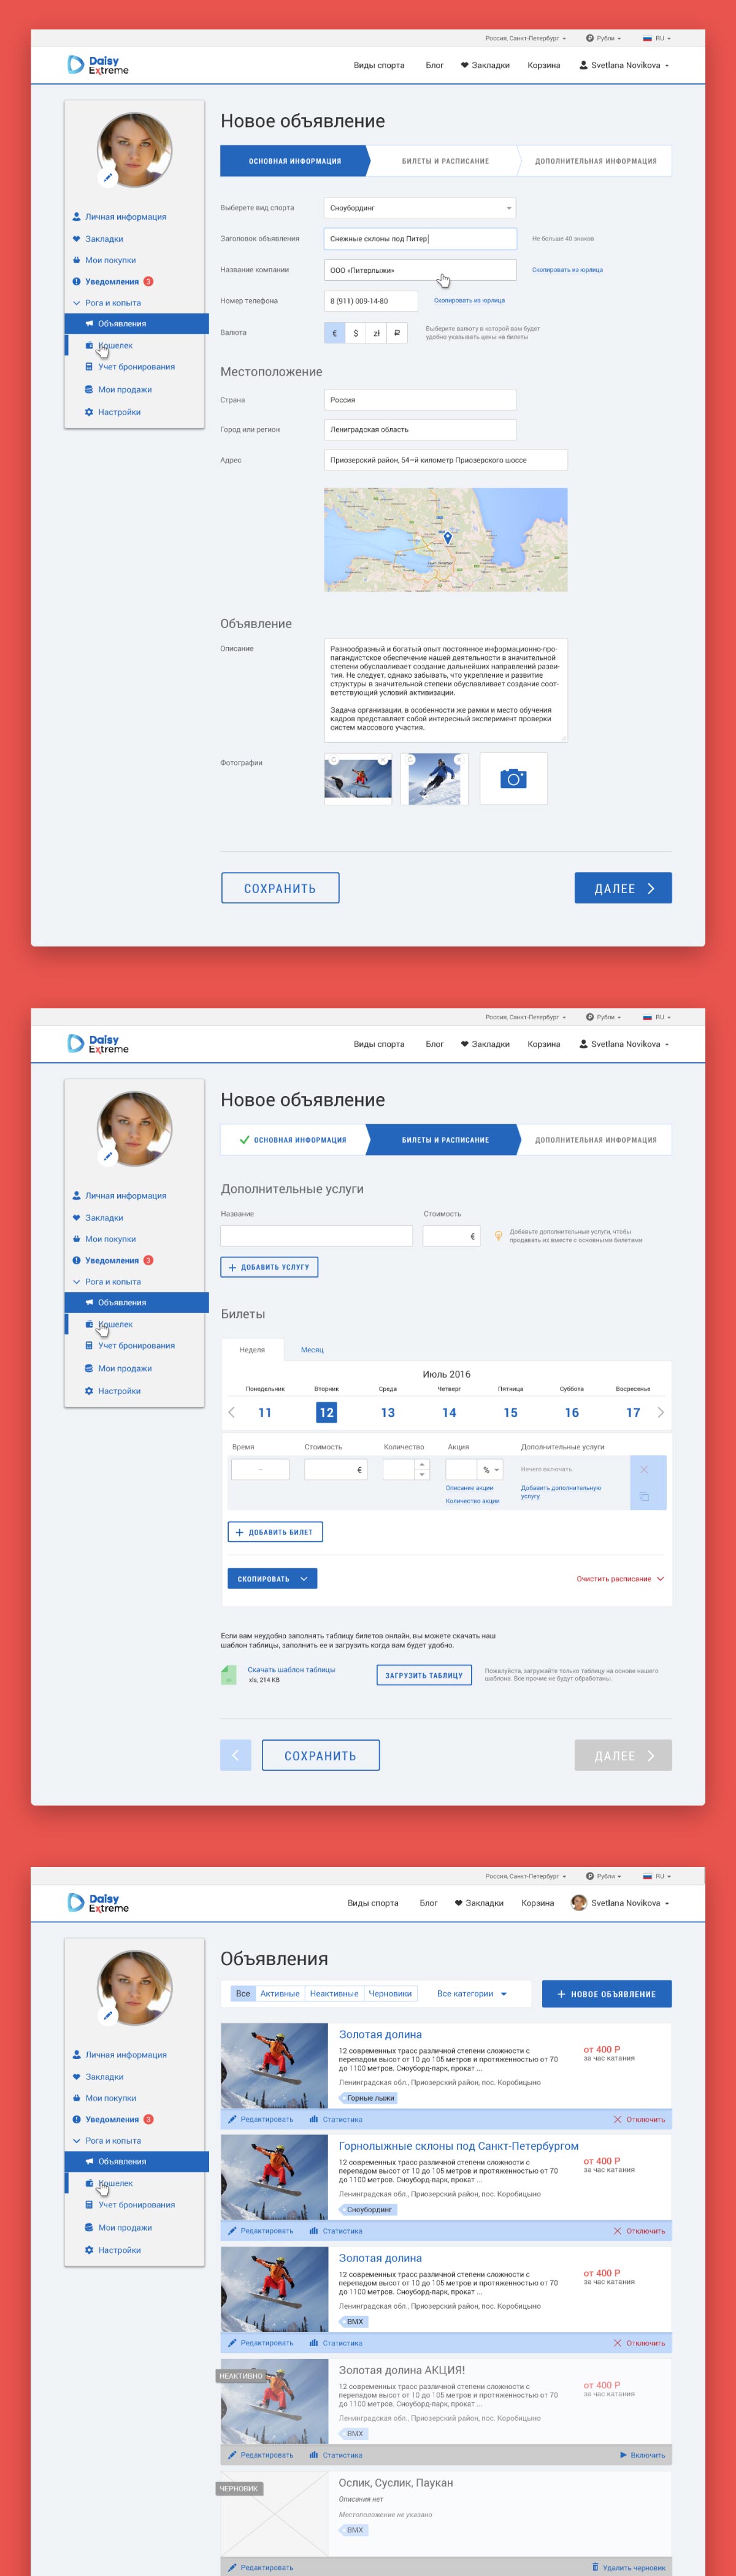 Россия, Санкт-Петербург Рубли RU
Daisy Extreme
Виды спорта Блог Закладки Корзина Svetlana Novikova
Личная информация
Закладки
Мои покупки
Уведомления 3
Рога и копыта
Объявления
Кошелек
Учет бронирования
Мои продажи
Настройки
Новое объявление
ОСНОВНАЯ ИНФОРМАЦИЯ БИЛЕТЫ И РАСПИСАНИЕ ДОПОЛНИТЕЛЬНАЯ ИНФОРМАЦИЯ
Выберете вид спорта Сноубординг
Заголовок объявления Снежные склоны под Питер Не больше 40 знаков
Название компании ООО «Питерлыжи» Скопировать из юрлица
Номер телефона 8 (911) 009-14-80 Скопировать из юрлица
Валюта € $ zł ₽ Выберите валюту в которой вам будет
удобно указывать цены на билеты
Местоположение
Страна Россия
Город или регион Лениградская область
Адрес Приозерский район, 54–й километр Приозерского шоссе
Объявление
Описание
Разнообразный и богатый опыт постоянное информационно-про-
пагандистское обеспечение нашей деятельности в значительной
степени обуславливает создание дальнейших направлений разви-
тия. Не следует, однако забывать, что укрепление и развитие
структуры в значительной степени обуславливает создание соот-
ветствующий условий активизации.
Задача организации, в особенности же рамки и место обучения
кадров представляет собой интересный эксперимент проверки
систем массового участия.
Фотографии
СОХРАНИТЬ ДАЛЕЕ
Россия, Санкт-Петербург Рубли RU
Daisy Extreme
Виды спорта Блог Закладки Корзина Svetlana Novikova
Личная информация
Закладки
Мои покупки
Уведомления 3
Рога и копыта
Объявления
Кошелек
Учет бронирования
Мои продажи
Настройки
Новое объявление
ОСНОВНАЯ ИНФОРМАЦИЯ БИЛЕТЫ И РАСПИСАНИЕ ДОПОЛНИТЕЛЬНАЯ ИНФОРМАЦИЯ
Дополнительные услуги
Название Стоимость
€ Добавьте дополнительные услуги, чтобы
продавать их вместе с основными билетами
+ ДОБАВИТЬ УСЛУГУ
Билеты
Неделя Месяц
Июль 2016
Понедельник Вторник Среда Четверг Пятница Суббота Восресенье
11 12 13 14 15 16 17
Время Стоимость Количество Акция Дополнительные услуги
– € % Ничего включать.
Описание акции Добавить дополнительную
услугу.
Количество акции
+ ДОБАВИТЬ БИЛЕТ
СКОПИРОВАТЬ Очистить расписание
Если вам неудобно заполнять таблицу билетов онлайн, вы можете скачать наш
шаблон таблицы, заполнить ее и загрузить когда вам будет удобно.
Скачать шаблон таблицы
xls, 214 KB
ЗАГРУЗИТЬ ТАБЛИЦУ
Пожалуйста, загружайте только таблицу на основе нашего
шаблона. Все прочие не будут обработаны.
СОХРАНИТЬ ДАЛЕЕ
Россия, Санкт-Петербург Рубли RU
Daisy Extreme
Виды спорта Блог Закладки Корзина Svetlana Novikova
Личная информация
Закладки
Мои покупки
Уведомления 3
Рога и копыта
Объявления
Кошелек
Учет бронирования
Мои продажи
Настройки
Объявления
Все Активные Неактивные Черновики Все категории + НОВОЕ ОБЪЯВЛЕНИЕ
Золотая долина
12 современных трасс различной степени сложности с
перепадом высот от 10 до 105 метров и протяженностью от 70
до 1100 метров. Сноуборд-парк, прокат ...
Ленинградская обл., Приозерский район, пос. Коробицыно
Горные лыжи
от 400 Р
за час катания
Редактировать Статистика Отключить
Горнолыжные склоны под Санкт-Петербургом
12 современных трасс различной степени сложности с
перепадом высот от 10 до 105 метров и протяженностью от 70
до 1100 метров. Сноуборд-парк, прокат ...
Ленинградская обл., Приозерский район, пос. Коробицыно
Сноубординг
от 400 Р
за час катания
Редактировать Статистика Отключить
Золотая долина
12 современных трасс различной степени сложности с
перепадом высот от 10 до 105 метров и протяженностью от 70
до 1100 метров. Сноуборд-парк, прокат ...
Ленинградская обл., Приозерский район, пос. Коробицыно
BMX
от 400 Р
за час катания
Редактировать Статистика Отключить
НЕАКТИВНО
Золотая долина АКЦИЯ!
12 современных трасс различной степени сложности с
перепадом высот от 10 до 105 метров и протяженностью от 70
до 1100 метров. Сноуборд-парк, прокат ...
Ленинградская обл., Приозерский район, пос. Коробицыно
BMX
от 400 Р
за час катания
Редактировать Статистика Включить
ЧЕРНОВИК
Ослик, Суслик, Паукан
Описания нет
Местоположение не указано
BMX
Редактировать Удалить черновик